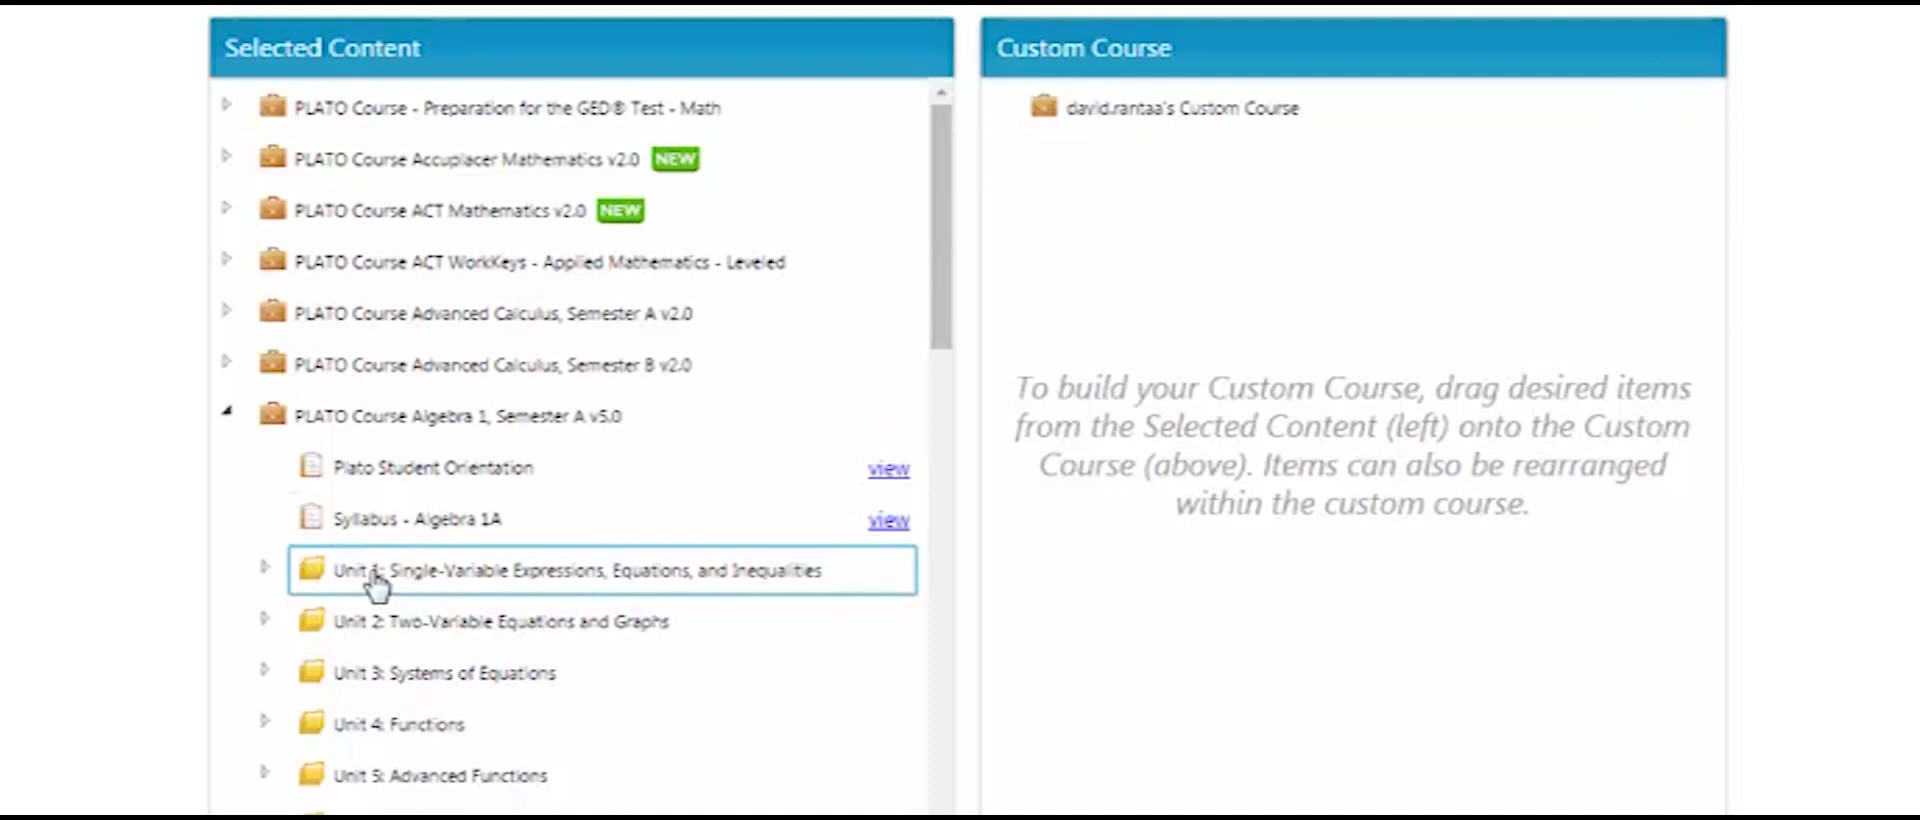 Selected Content
PLATO Course - Preparation for the GED® Test - Math
PLATO Course Accuplacer Mathematics v2.0 NEW
PLATO Course ACT Mathematics v2.0 NEW
PLATO Course ACT WorkKeys - Applied Mathematics - Leveled
PLATO Course Advanced Calculus, Semester A v2.0
PLATO Course Advanced Calculus, Semester B v2.0
PLATO Course Algebra 1, Semester A v5.0
Plato Student Orientation view
Syllabus - Algebra 1A view
Unit 1: Single-Variable Expressions, Equations, and Inequalities
Unit 2: Two-Variable Equations and Graphs
Unit 3: Systems of Equations
Unit 4: Functions
Unit 5: Advanced Functions
Custom Course
david.rantaa's Custom Course
To build your Custom Course, drag desired items
from the Selected Content (left) onto the Custom
Course (above). Items can also be rearranged
within the custom course.